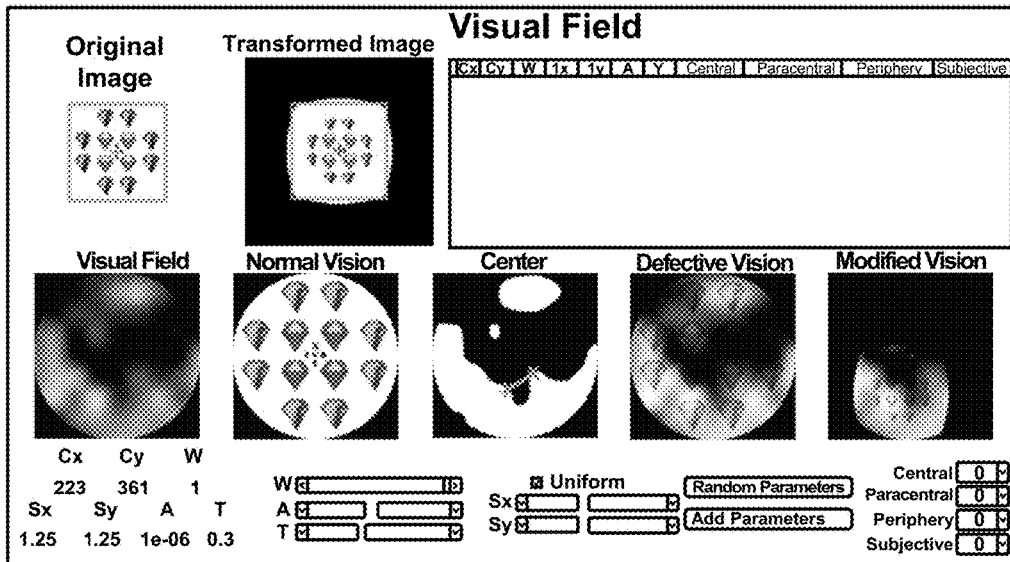 Visual Field
Original Image
Transformed Image
Cx Cy W 1x 1y A Y Central Paracentral Periphery Subjective
Visual Field Normal Vision Center Defective Vision Modified Vision
Cx Cy W
223 361 1
Sx Sy A T
1.25 1.25 1e-06 0.3
W
A
T
Uniform
Sx
Sy
Random Parameters
Add Parameters
Central 0
Paracentral 0
Periphery 0
Subjective 0